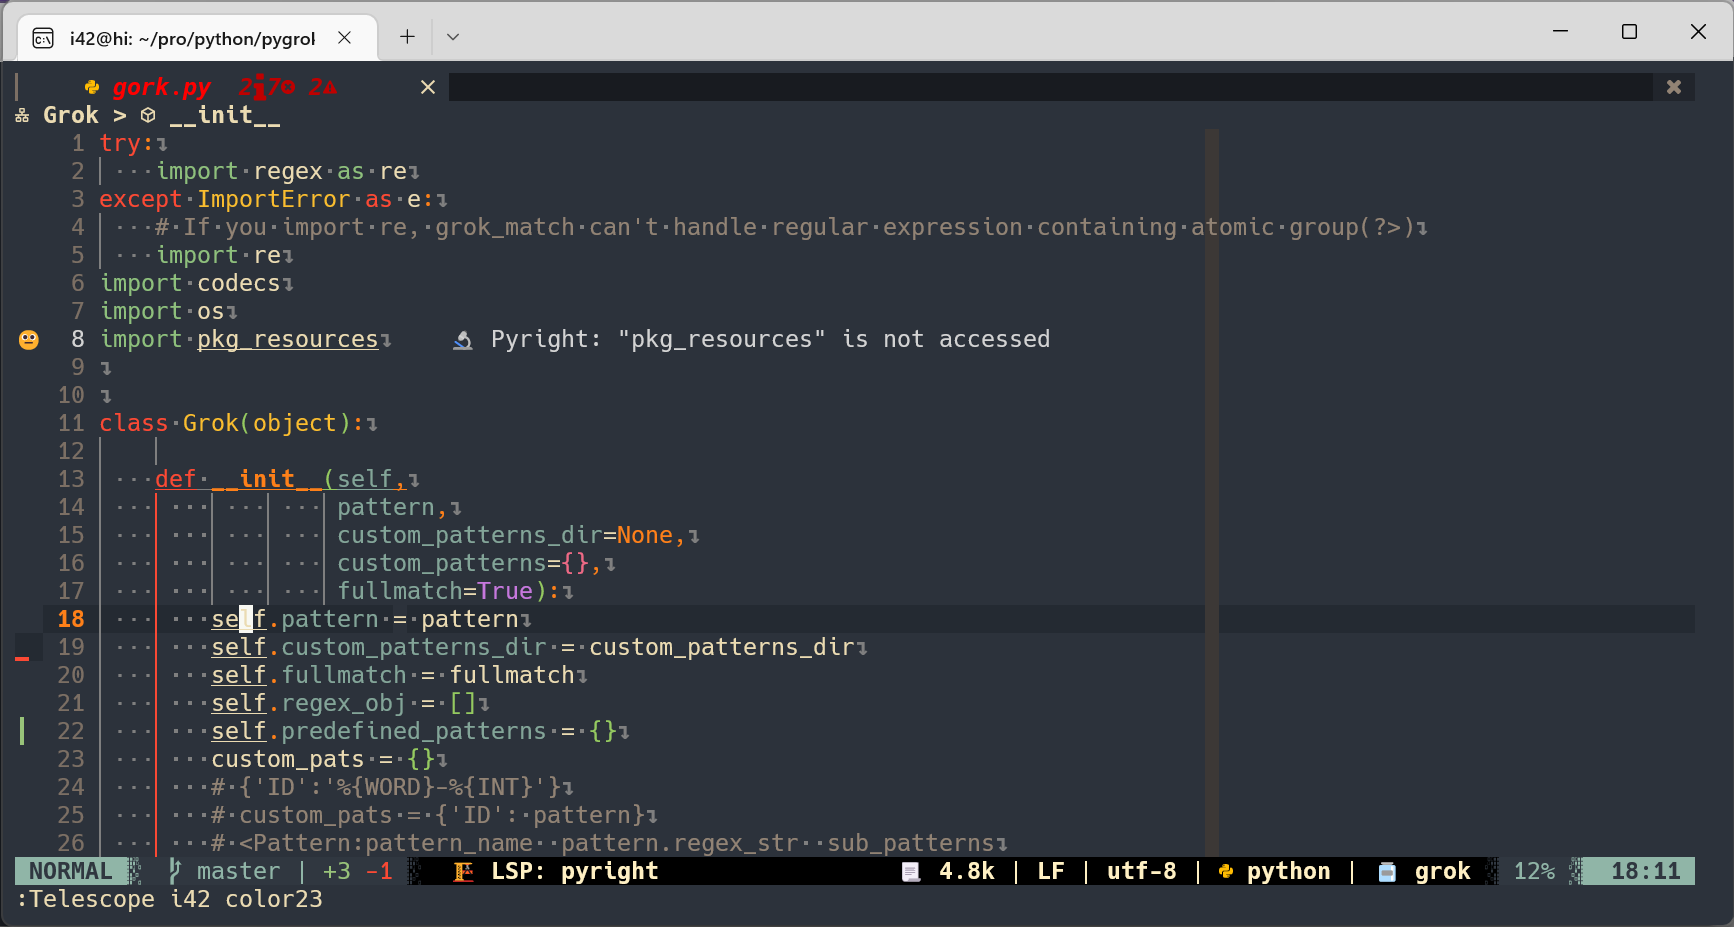 i42@hi: ~/pro/python/pygrok
gork.py 2 7 2
Grok > __init__
1 try:
2 import regex as re
3 except ImportError as e:
4 # If you import re, grok_match can't handle regular expression containing atomic group(?>)
5 import re
6 import codecs
7 import os
8 import pkg_resources Pyright: "pkg_resources" is not accessed
9
10
11 class Grok(object):
12
13 def __init__(self,
14 pattern,
15 custom_patterns_dir=None,
16 custom_patterns={},
17 fullmatch=True):
18 self.pattern = pattern
19 self.custom_patterns_dir = custom_patterns_dir
20 self.fullmatch = fullmatch
21 self.regex_obj = []
22 self.predefined_patterns = {}
23 custom_pats = {}
24 # {'ID':'%{WORD}-%{INT}'}
25 # custom_pats = {'ID': pattern}
26 # <Pattern:pattern_name  pattern.regex_str  sub_patterns
NORMAL master | +3 -1 LSP: pyright 4.8k | LF | utf-8 | python | grok 12% 18:11
:Telescope i42 color23